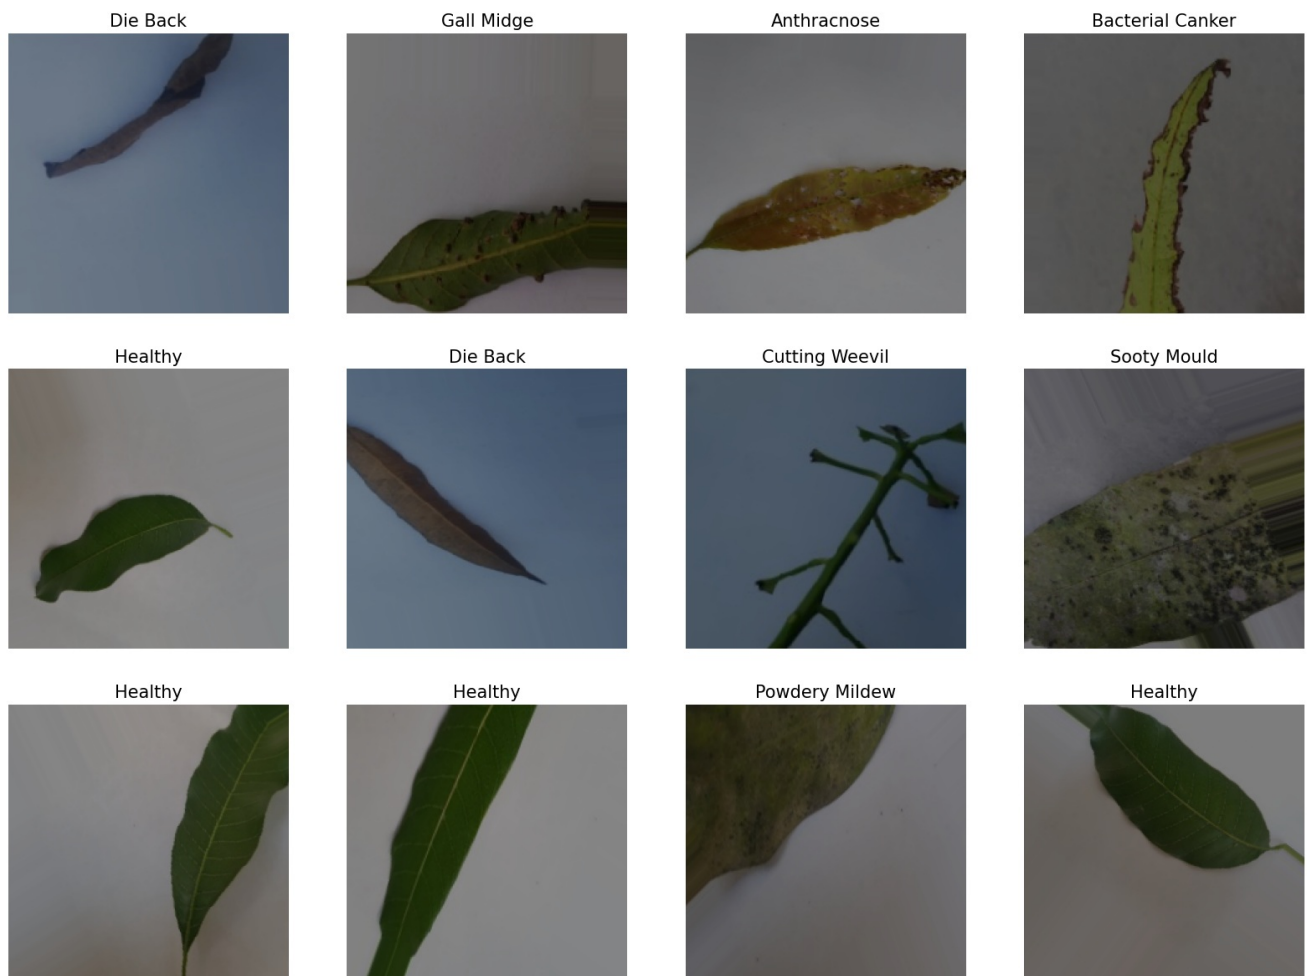 Die Back
Gall Midge
Anthracnose
Bacterial Canker
Healthy
Die Back
Cutting Weevil
Sooty Mould
Healthy
Healthy
Powdery Mildew
Healthy